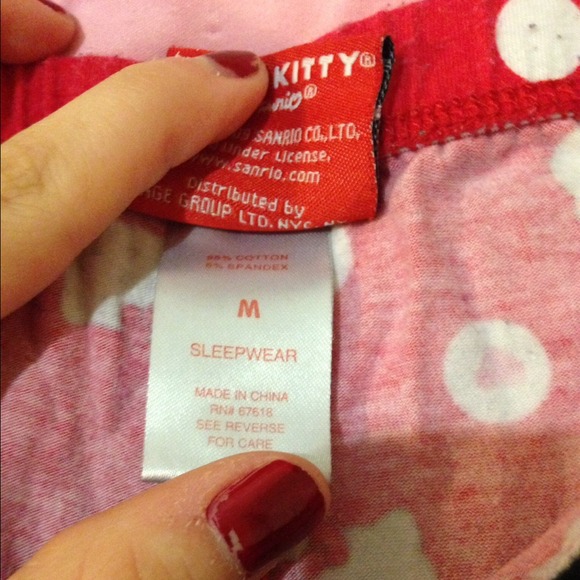 KITTY®
SANRIO CO.,LTD.
under License,
www.sanrio.com
Distributed by
GROUP LTD. NYC
COTTON
5% SPANDEX
M
SLEEPWEAR
MADE IN CHINA
RN# 67618
SEE REVERSE
FOR CARE